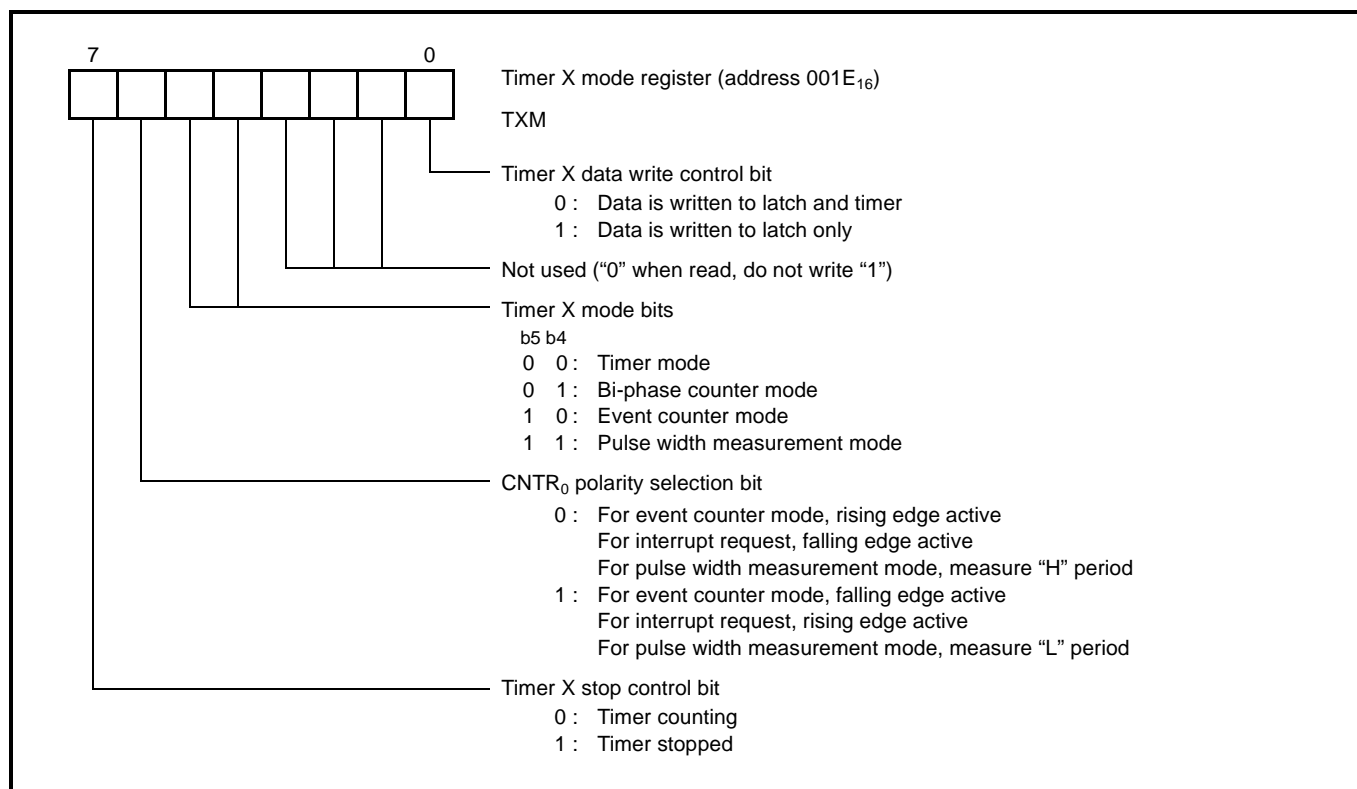 7 0
Timer X mode register (address 001E₁₆)
TXM
Timer X data write control bit
0 : Data is written to latch and timer
1 : Data is written to latch only
Not used (“0” when read, do not write “1”)
Timer X mode bits
b5 b4
0 0 : Timer mode
0 1 : Bi-phase counter mode
1 0 : Event counter mode
1 1 : Pulse width measurement mode
CNTR₀ polarity selection bit
0 : For event counter mode, rising edge active
For interrupt request, falling edge active
For pulse width measurement mode, measure “H” period
1 : For event counter mode, falling edge active
For interrupt request, rising edge active
For pulse width measurement mode, measure “L” period
Timer X stop control bit
0 : Timer counting
1 : Timer stopped